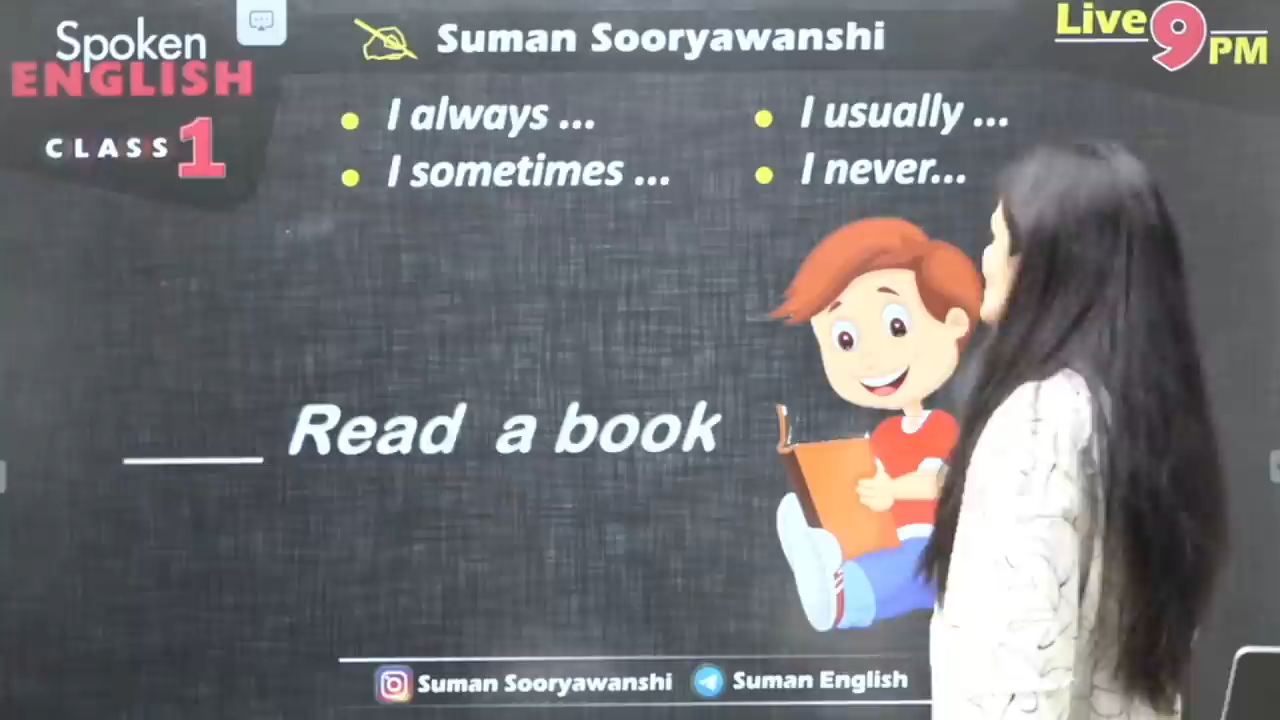 Spoken
ENGLISH
CLASS 1
Suman Sooryawanshi
Live 9 PM
I always ...
I usually ...
I sometimes ...
I never...
____ Read a book
Suman Sooryawanshi
Suman English